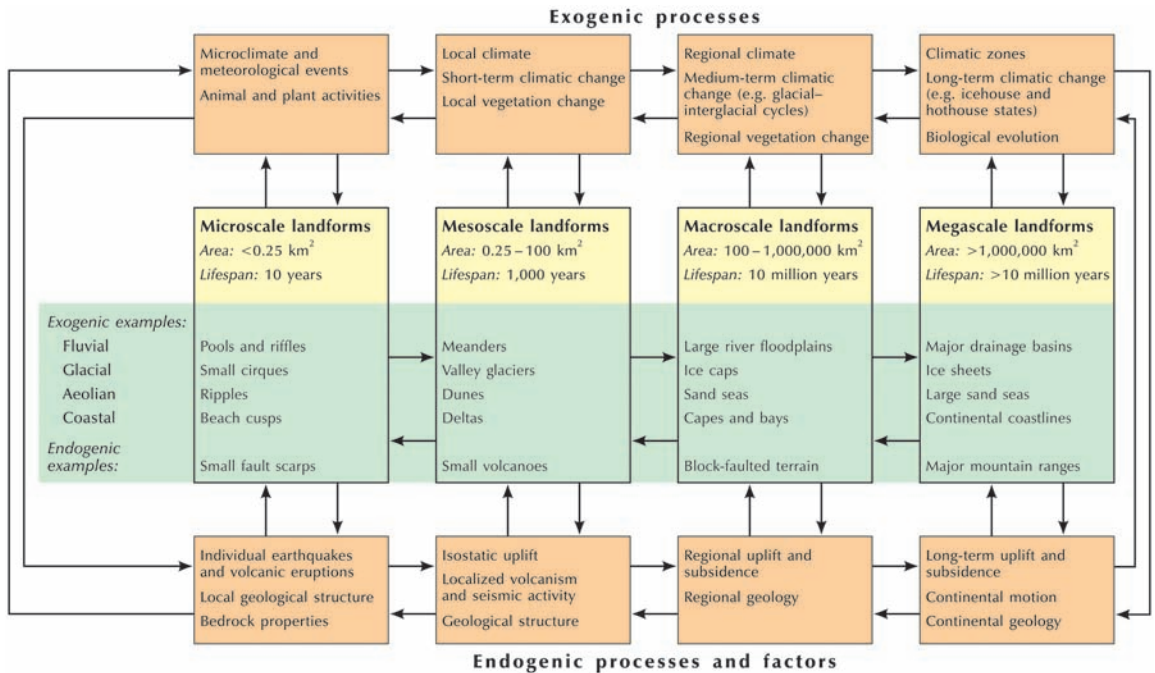 Exogenic processes
Microclimate and
meteorological events
Animal and plant activities
Local climate
Short-term climatic change
Local vegetation change
Regional climate
Medium-term climatic
change (e.g. glacial–
interglacial cycles)
Regional vegetation change
Climatic zones
Long-term climatic change
(e.g. icehouse and
hothouse states)
Biological evolution
Microscale landforms
Area: <0.25 km²
Lifespan: 10 years
Mesoscale landforms
Area: 0.25–100 km²
Lifespan: 1,000 years
Macroscale landforms
Area: 100–1,000,000 km²
Lifespan: 10 million years
Megascale landforms
Area: >1,000,000 km²
Lifespan: >10 million years
Exogenic examples:
Fluvial
Glacial
Aeolian
Coastal
Endogenic
examples:
Pools and riffles
Small cirques
Ripples
Beach cusps
Small fault scarps
Meanders
Valley glaciers
Dunes
Deltas
Small volcanoes
Large river floodplains
Ice caps
Sand seas
Capes and bays
Block-faulted terrain
Major drainage basins
Ice sheets
Large sand seas
Continental coastlines
Major mountain ranges
Individual earthquakes
and volcanic eruptions
Local geological structure
Bedrock properties
Isostatic uplift
Localized volcanism
and seismic activity
Geological structure
Regional uplift and
subsidence
Regional geology
Long-term uplift and
subsidence
Continental motion
Continental geology
Endogenic processes and factors